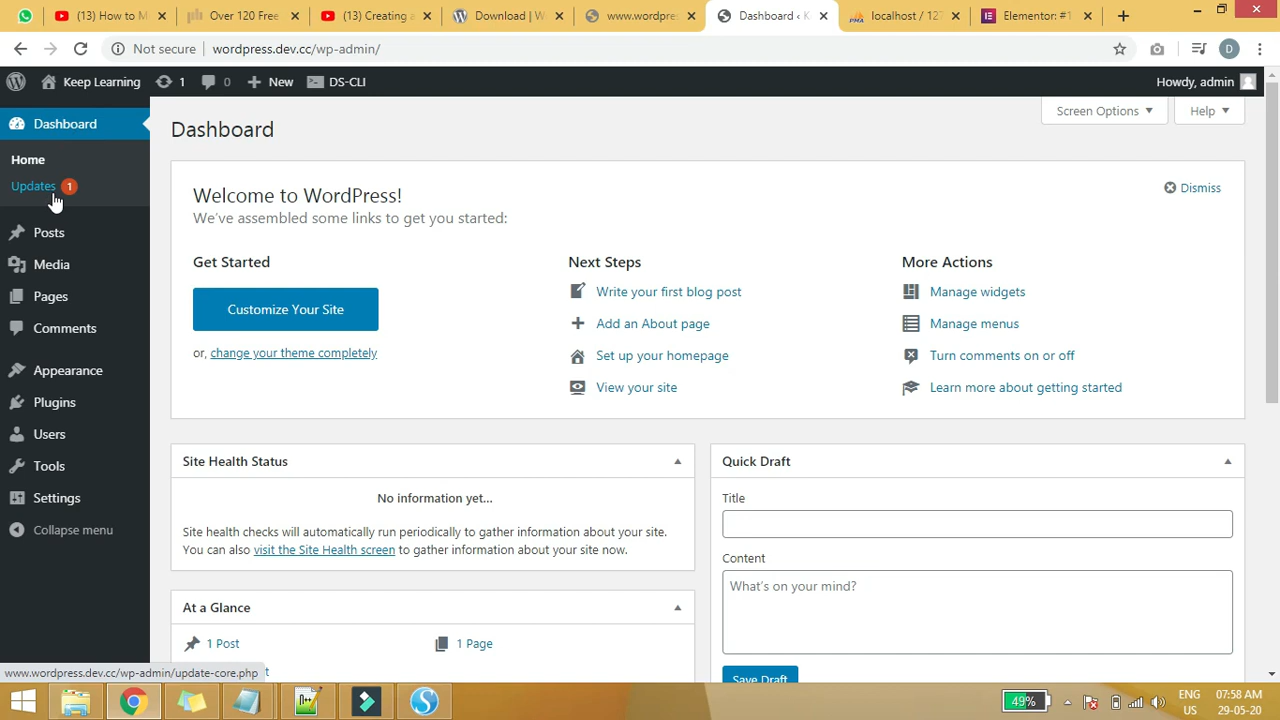 (13) How to M
Over 120 Free
(13) Creating a
Download | W
www.wordpres
Dashboard ‹ K
localhost / 127
Elementor: #1
Not secure
wordpress.dev.cc/wp-admin/
D
Keep Learning
1
0
New
DS-CLI
Howdy, admin
Dashboard
Home
Updates 1
Posts
Media
Pages
Comments
Appearance
Plugins
Users
Tools
Settings
Collapse menu
Screen Options
Help
Dashboard
Welcome to WordPress!
Dismiss
We've assembled some links to get you started:
Get Started
Customize Your Site
or, change your theme completely
Next Steps
Write your first blog post
Add an About page
Set up your homepage
View your site
More Actions
Manage widgets
Manage menus
Turn comments on or off
Learn more about getting started
Site Health Status
No information yet...
Site health checks will automatically run periodically to gather information about your site.
You can also visit the Site Health screen to gather information about your site now.
At a Glance
1 Post
1 Page
Quick Draft
Title
Content
What's on your mind?
Save Draft
www.wordpress.dev.cc/wp-admin/update-core.php
49%
ENG
US
07:58 AM
29-05-20